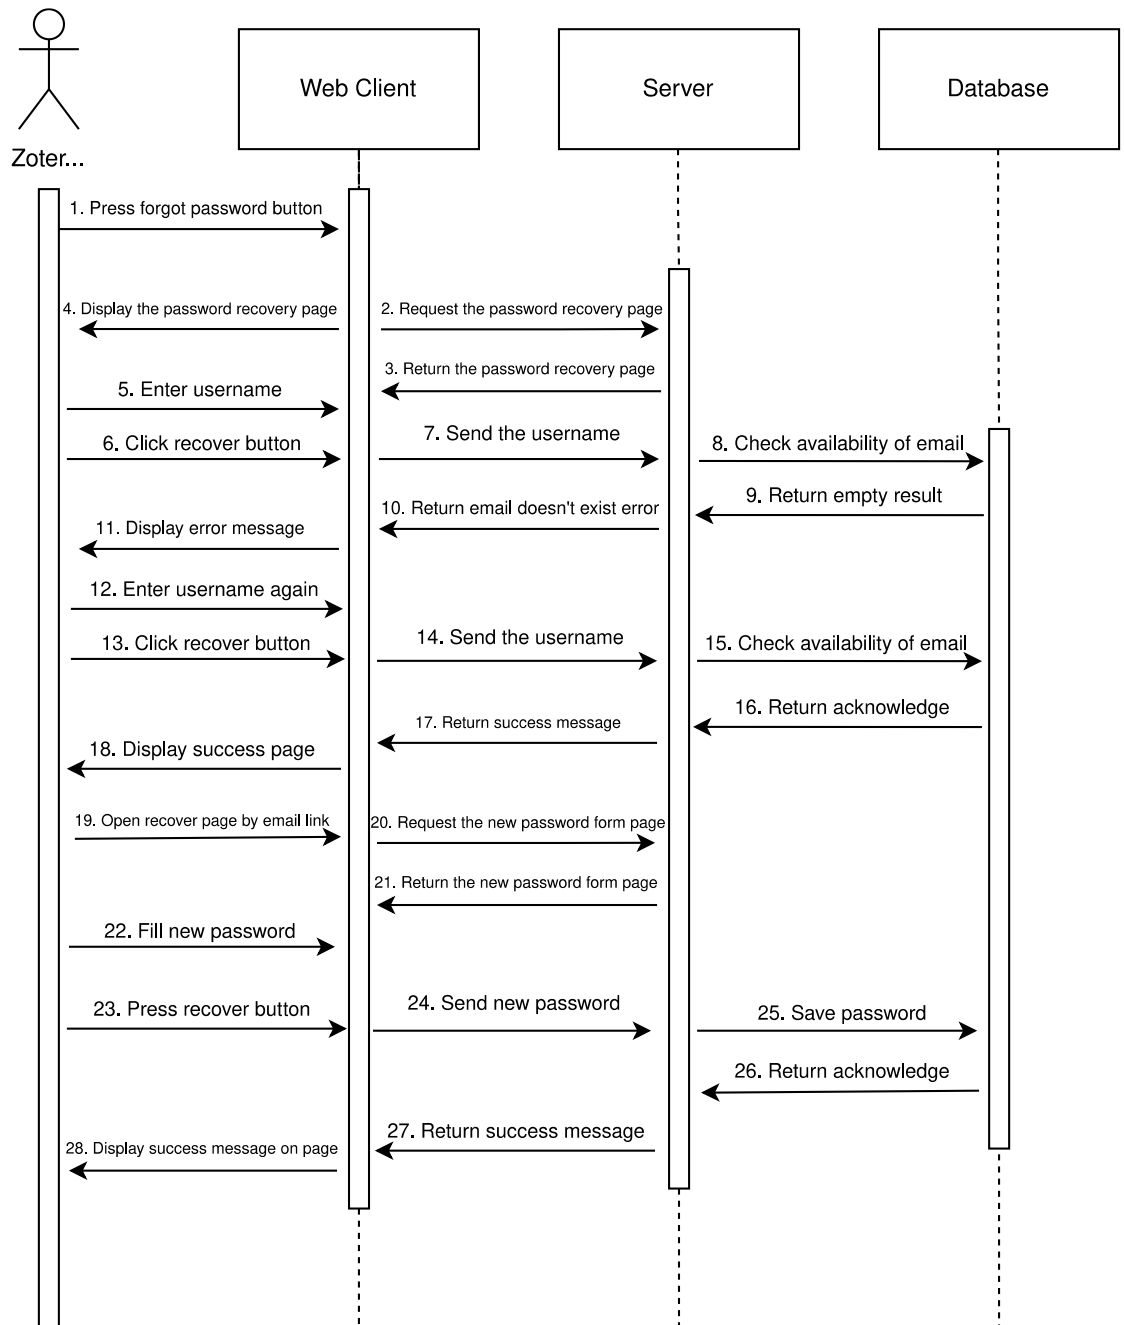 Web Client
Server
Database
Zoter...
1. Press forgot password button
4. Display the password recovery page
2. Request the password recovery page
3. Return the password recovery page
5. Enter username
6. Click recover button
7. Send the username
8. Check availability of email
9. Return empty result
10. Return email doesn't exist error
11. Display error message
12. Enter username again
13. Click recover button
14. Send the username
15. Check availability of email
16. Return acknowledge
17. Return success message
18. Display success page
19. Open recover page by email link
20. Request the new password form page
21. Return the new password form page
22. Fill new password
23. Press recover button
24. Send new password
25. Save password
26. Return acknowledge
27. Return success message
28. Display success message on page